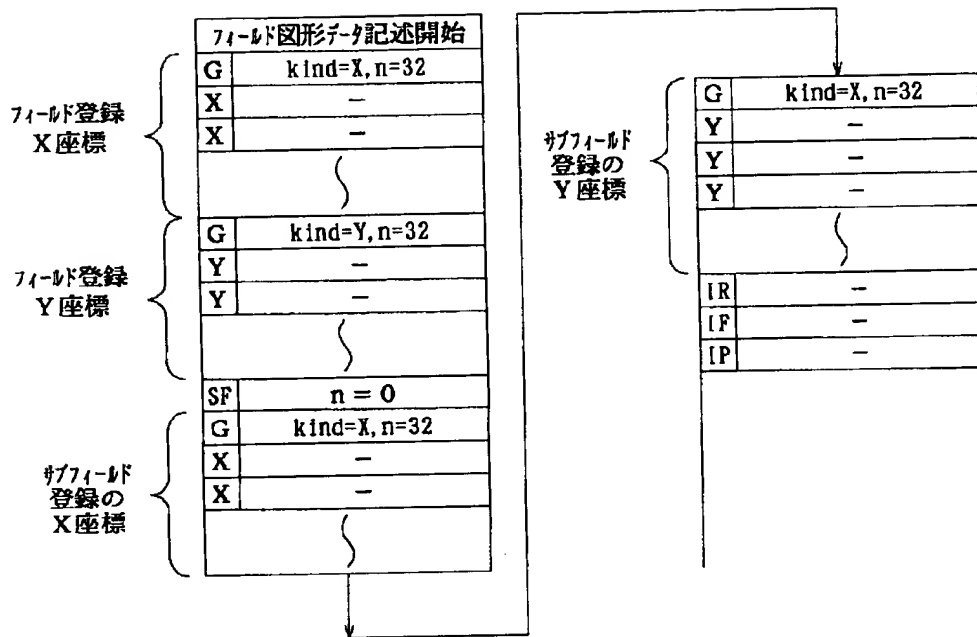 フィールド図形データ記述開始
フィールド登録
X座標
G kind=X,n=32
X －
X －
フィールド登録
Y座標
G kind=Y,n=32
Y －
Y －
SF n＝0
サブフィールド
登録の
X座標
G kind=X,n=32
X －
X －
サブフィールド
登録の
Y座標
G kind=X,n=32
Y －
Y －
Y －
IR －
IF －
IP －